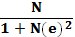 N
1 + N(e)²